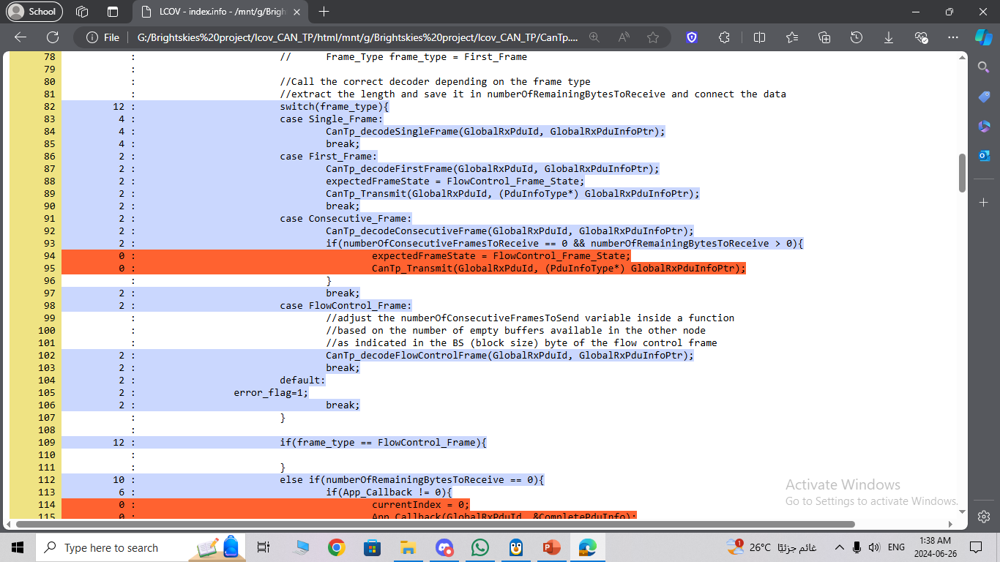 School
LCOV - index.info - /mnt/g/Brigh
File
G:/Brightskies%20project/lcov_CAN_TP/html/mnt/g/Brightskies%20project/lcov_CAN_TP/CanTp....
78 : // Frame_Type frame_type = First_Frame
79 :
80 : //Call the correct decoder depending on the frame type
81 : //extract the length and save it in numberOfRemainingBytesToReceive and connect the data
82 12 : switch(frame_type){
83 4 : case Single_Frame:
84 4 : CanTp_decodeSingleFrame(GlobalRxPduId, GlobalRxPduInfoPtr);
85 4 : break;
86 2 : case First_Frame:
87 2 : CanTp_decodeFirstFrame(GlobalRxPduId, GlobalRxPduInfoPtr);
88 2 : expectedFrameState = FlowControl_Frame_State;
89 2 : CanTp_Transmit(GlobalRxPduId, (PduInfoType*) GlobalRxPduInfoPtr);
90 2 : break;
91 2 : case Consecutive_Frame:
92 2 : CanTp_decodeConsecutiveFrame(GlobalRxPduId, GlobalRxPduInfoPtr);
93 2 : if(numberOfConsecutiveFramesToReceive == 0 && numberOfRemainingBytesToReceive > 0){
94 0 : expectedFrameState = FlowControl_Frame_State;
95 0 : CanTp_Transmit(GlobalRxPduId, (PduInfoType*) GlobalRxPduInfoPtr);
96 : }
97 2 : break;
98 2 : case FlowControl_Frame:
99 : //adjust the numberOfConsecutiveFramesToSend variable inside a function
100 : //based on the number of empty buffers available in the other node
101 : //as indicated in the BS (block size) byte of the flow control frame
102 2 : CanTp_decodeFlowControlFrame(GlobalRxPduId, GlobalRxPduInfoPtr);
103 2 : break;
104 2 : default:
105 2 : error_flag=1;
106 2 : break;
107 : }
108 :
109 12 : if(frame_type == FlowControl_Frame){
110 :
111 : }
112 10 : else if(numberOfRemainingBytesToReceive == 0){
113 6 : if(App_Callback != 0){
114 0 : currentIndex = 0;
115 0 : App_Callback(GlobalRxPduId, &CompletePduInfo);
Activate Windows
Go to Settings to activate Windows.
Type here to search
1
26°C غائم جزئيًا
ENG
1:38 AM
2024-06-26